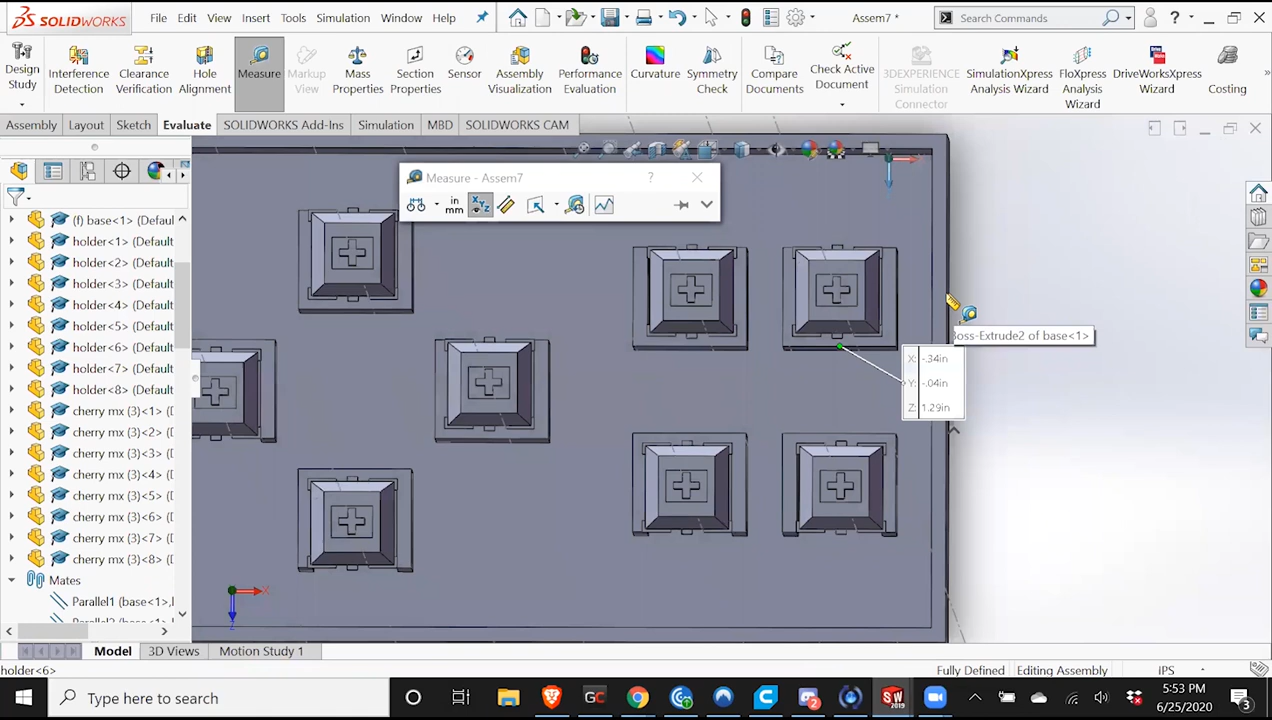 SOLIDWORKS
File Edit View Insert Tools Simulation Window Help
Assem7 *
Search Commands
Design Study
Interference Detection
Clearance Verification
Hole Alignment
Measure
Markup View
Mass Properties
Section Properties
Sensor
Assembly Visualization
Performance Evaluation
Curvature
Symmetry Check
Compare Documents
Check Active Document
3DEXPERIENCE Simulation Connector
SimulationXpress Analysis Wizard
FloXpress Analysis Wizard
DriveWorksXpress Wizard
Costing
Assembly Layout Sketch Evaluate SOLIDWORKS Add-Ins Simulation MBD SOLIDWORKS CAM
Measure - Assem7
in
mm
XYZ
(f) base<1> (Defaul
holder<1> (Default
holder<2> (Default
holder<3> (Default
holder<4> (Default
holder<5> (Default
holder<6> (Default
holder<7> (Default
holder<8> (Default
cherry mx (3)<1> (D
cherry mx (3)<2> (D
cherry mx (3)<3> (D
cherry mx (3)<4> (D
cherry mx (3)<5> (D
cherry mx (3)<6> (D
cherry mx (3)<7> (D
cherry mx (3)<8> (D
Mates
Parallel1 (base<1>,
Boss-Extrude2 of base<1>
X: -.34in
Y: -.04in
Z: 1.29in
X
Model 3D Views Motion Study 1
holder<6>
Fully Defined Editing Assembly IPS
Type here to search
GC
SW
2019
5:53 PM
6/25/2020
3